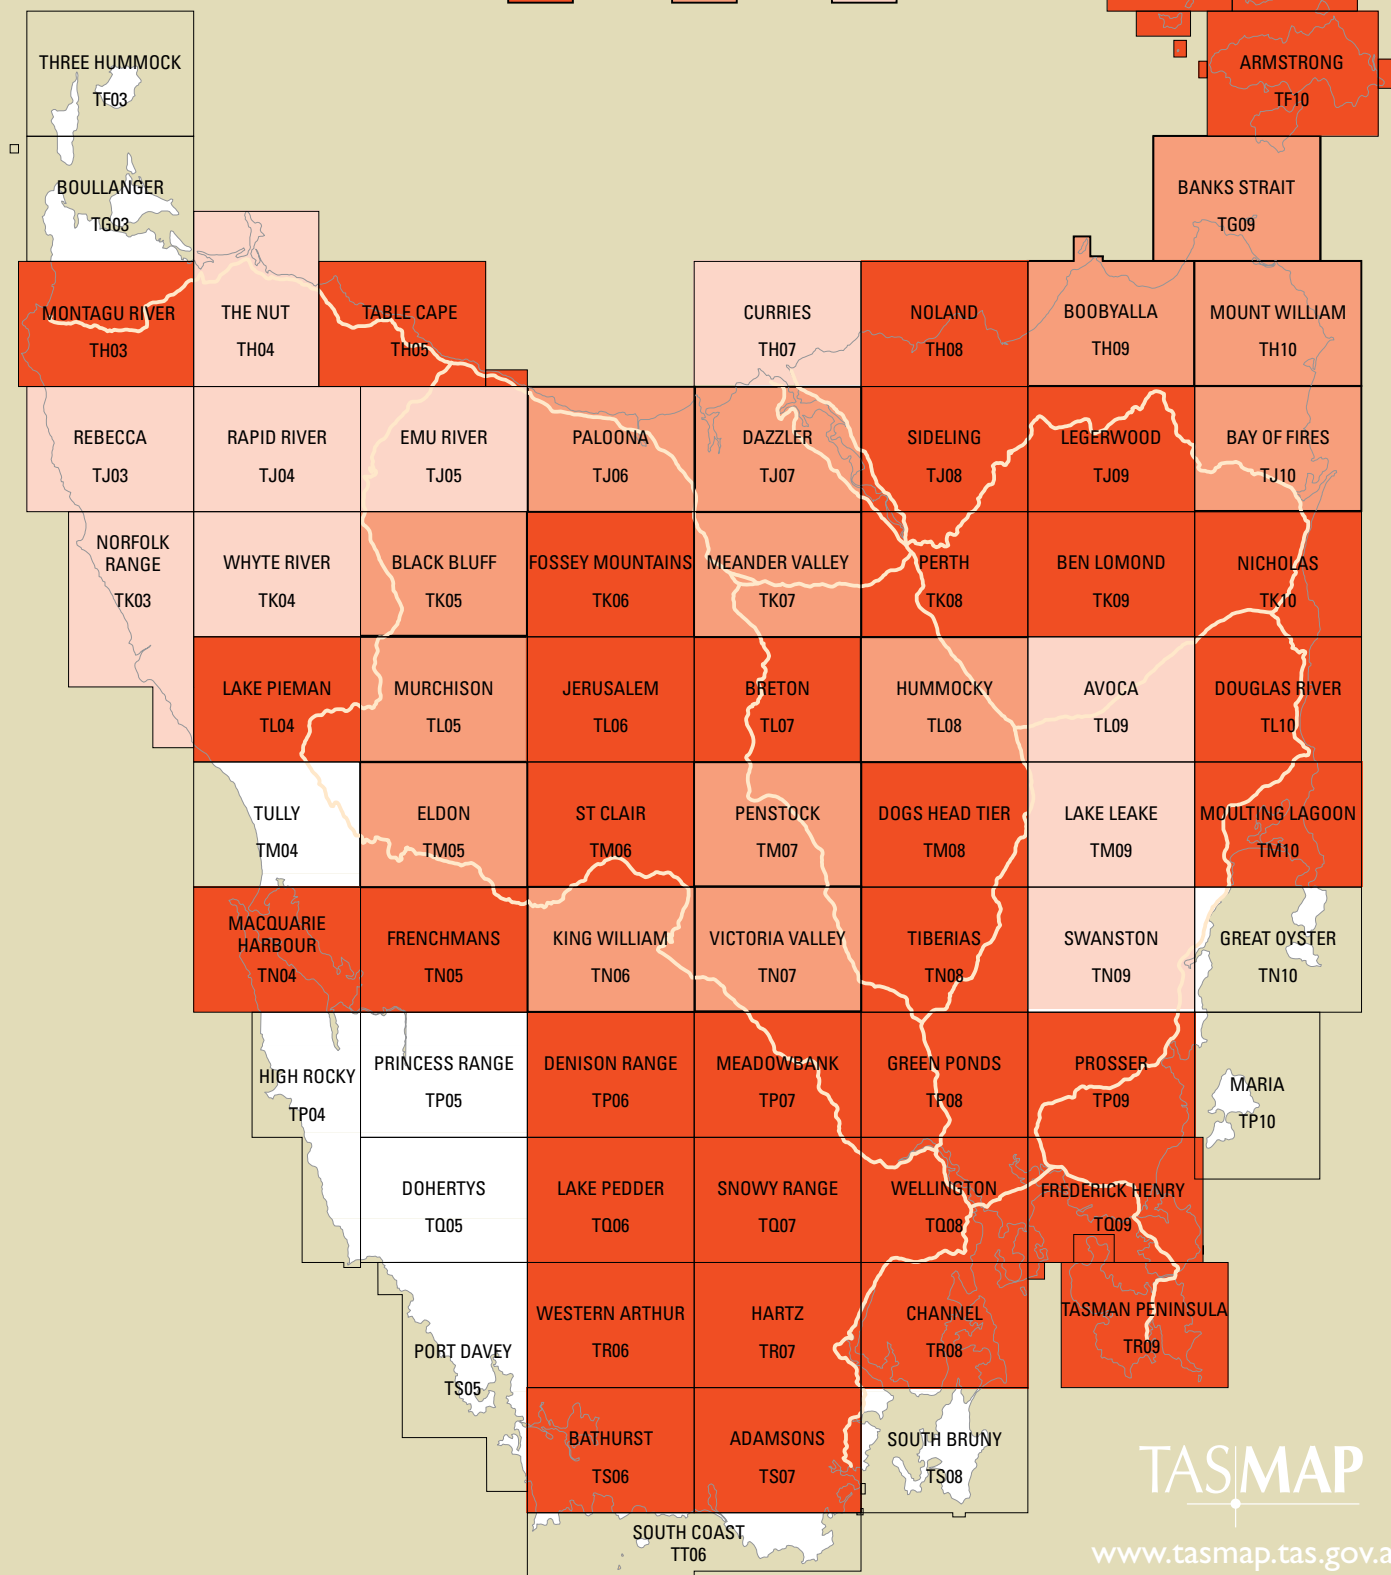 THREE HUMMOCK
TF03
ARMSTRONG
TF10
BOULLANGER
TG03
BANKS STRAIT
TG09
MONTAGU RIVER
TH03
THE NUT
TH04
TABLE CAPE
TH05
CURRIES
TH07
NOLAND
TH08
BOOBYALLA
TH09
MOUNT WILLIAM
TH10
REBECCA
TJ03
RAPID RIVER
TJ04
EMU RIVER
TJ05
PALOONA
TJ06
DAZZLER
TJ07
SIDELING
TJ08
LEGERWOOD
TJ09
BAY OF FIRES
TJ10
NORFOLK
RANGE
TK03
WHYTE RIVER
TK04
BLACK BLUFF
TK05
FOSSEY MOUNTAINS
TK06
MEANDER VALLEY
TK07
PERTH
TK08
BEN LOMOND
TK09
NICHOLAS
TK10
LAKE PIEMAN
TL04
MURCHISON
TL05
JERUSALEM
TL06
BRETON
TL07
HUMMOCKY
TL08
AVOCA
TL09
DOUGLAS RIVER
TL10
TULLY
TM04
ELDON
TM05
ST CLAIR
TM06
PENSTOCK
TM07
DOGS HEAD TIER
TM08
LAKE LEAKE
TM09
MOULTING LAGOON
TM10
MACQUARIE
HARBOUR
TN04
FRENCHMANS
TN05
KING WILLIAM
TN06
VICTORIA VALLEY
TN07
TIBERIAS
TN08
SWANSTON
TN09
GREAT OYSTER
TN10
HIGH ROCKY
TP04
PRINCESS RANGE
TP05
DENISON RANGE
TP06
MEADOWBANK
TP07
GREEN PONDS
TP08
PROSSER
TP09
MARIA
TP10
DOHERTYS
TQ05
LAKE PEDDER
TQ06
SNOWY RANGE
TQ07
WELLINGTON
TQ08
FREDERICK HENRY
TQ09
PORT DAVEY
TS05
WESTERN ARTHUR
TR06
HARTZ
TR07
CHANNEL
TR08
TASMAN PENINSULA
TR09
BATHURST
TS06
ADAMSONS
TS07
SOUTH BRUNY
TS08
SOUTH COAST
TT06
TASMAP
www.tasmap.tas.gov.a